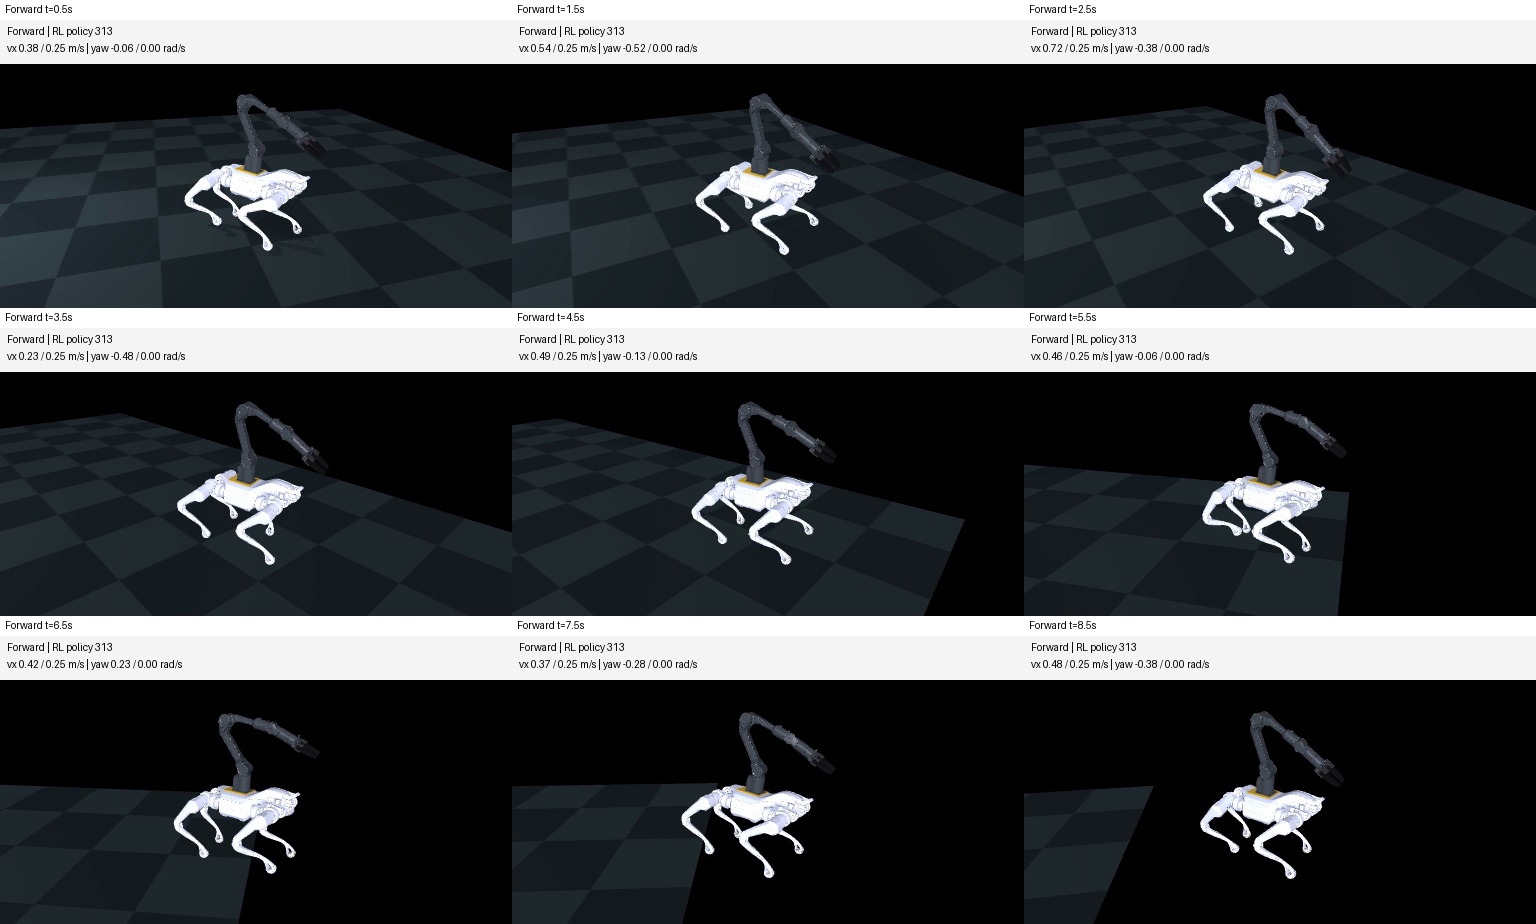 Forward t=0.5s
Forward | RL policy 313
vx 0.38 / 0.25 m/s | yaw -0.06 / 0.00 rad/s
Forward t=1.5s
Forward | RL policy 313
vx 0.54 / 0.25 m/s | yaw -0.52 / 0.00 rad/s
Forward t=2.5s
Forward | RL policy 313
vx 0.72 / 0.25 m/s | yaw -0.38 / 0.00 rad/s
Forward t=3.5s
Forward | RL policy 313
vx 0.23 / 0.25 m/s | yaw -0.48 / 0.00 rad/s
Forward t=4.5s
Forward | RL policy 313
vx 0.49 / 0.25 m/s | yaw -0.13 / 0.00 rad/s
Forward t=5.5s
Forward | RL policy 313
vx 0.46 / 0.25 m/s | yaw -0.06 / 0.00 rad/s
Forward t=6.5s
Forward | RL policy 313
vx 0.42 / 0.25 m/s | yaw 0.23 / 0.00 rad/s
Forward t=7.5s
Forward | RL policy 313
vx 0.37 / 0.25 m/s | yaw -0.28 / 0.00 rad/s
Forward t=8.5s
Forward | RL policy 313
vx 0.48 / 0.25 m/s | yaw -0.38 / 0.00 rad/s